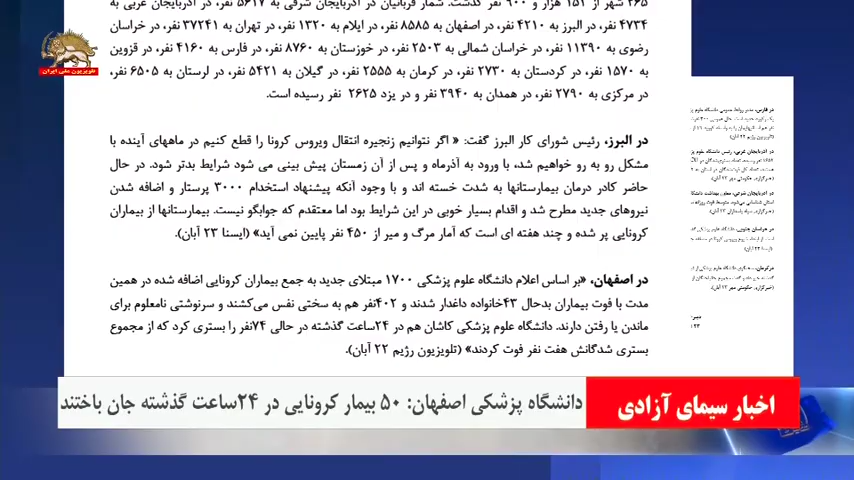 ۲۶۵ شهر از ۱۵۱ هزار و ۹۰۰ نفر گذشت. شمار قربانیان در آذربایجان شرقی به ۵۶۱۷ نفر، در آذربایجان غربی به
۴۷۳۴ نفر، در البرز به ۴۲۱۰ نفر، در اصفهان به ۸۵۸۵ نفر، در ایلام به ۱۳۲۰ نفر، در تهران به ۳۷۲۴۱ نفر، در خراسان
رضوی به ۱۱۳۹۰ نفر، در خراسان شمالی به ۲۵۰۳ نفر، در خوزستان به ۸۷۶۰ نفر، در فارس به ۴۱۶۰ نفر، در قزوین
به ۱۵۷۰ نفر، در کردستان به ۲۷۳۰ نفر، در کرمان به ۲۵۵۵ نفر، در گیلان به ۵۴۲۱ نفر، در لرستان به ۶۵۰۵ نفر،
در مرکزی به ۲۷۹۰ نفر، در همدان به ۳۹۴۰ نفر و در یزد ۲۶۲۵ نفر رسیده است.
در البرز، رئیس شورای کار البرز گفت: « اگر نتوانیم زنجیره انتقال ویروس کرونا را قطع کنیم در ماههای آینده با
مشکل رو به رو خواهیم شد، با ورود به آذرماه و پس از آن زمستان پیش بینی می شود شرایط بدتر شود. در حال
حاضر کادر درمان بیمارستانها به شدت خسته اند و با وجود آنکه پیشنهاد استخدام ۳۰۰۰ پرستار و اضافه شدن
نیروهای جدید مطرح شد و اقدام بسیار خوبی در این شرایط بود اما معتقدم که جوابگو نیست. بیمارستانها از بیماران
کرونایی پر شده و چند هفته ای است که آمار مرگ و میر از ۴۵۰ نفر پایین نمی آید» (ایسنا ۲۳ آبان).
در اصفهان، «بر اساس اعلام دانشگاه علوم پزشکی ۱۷۰۰ مبتلای جدید به جمع بیماران کرونایی اضافه شده در همین
مدت با فوت بیماران بدحال ۴۳خانواده داغدار شدند و ۴۰۲نفر هم به سختی نفس می‌کشند و سرنوشتی نامعلوم برای
ماندن یا رفتن دارند. دانشگاه علوم پزشکی کاشان هم در ۲۴ساعت گذشته در حالی ۷۴نفر را بستری کرد که از مجموع
بستری شدگانش هفت نفر فوت کردند» (تلویزیون رژیم ۲۲ آبان).
تلویزیون ملی ایران
اخبار سیمای آزادی
دانشگاه پزشکی اصفهان: ۵۰ بیمار کرونایی در ۲۴ساعت گذشته جان باختند